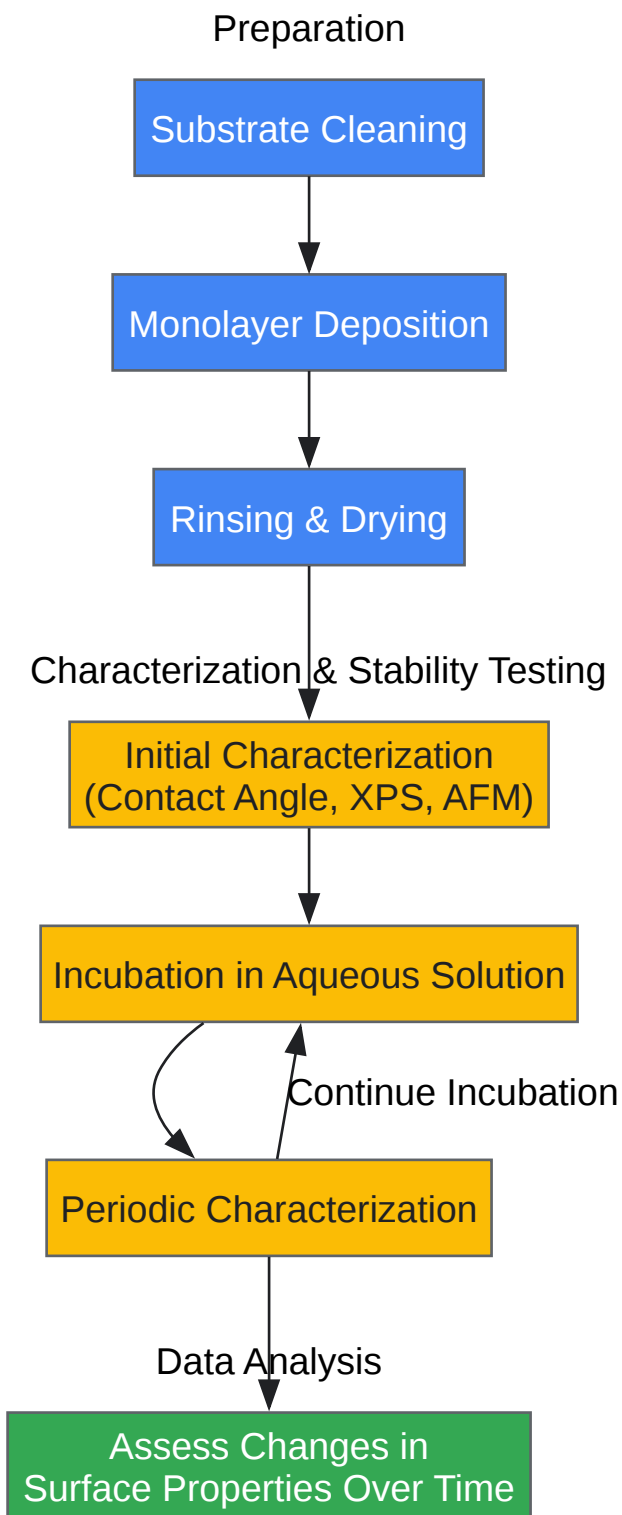 Preparation
Substrate Cleaning
Monolayer Deposition
Rinsing & Drying
Characterization & Stability Testing
Initial Characterization
(Contact Angle, XPS, AFM)
Incubation in Aqueous Solution
Continue Incubation
Periodic Characterization
Data Analysis
Assess Changes in
Surface Properties Over Time